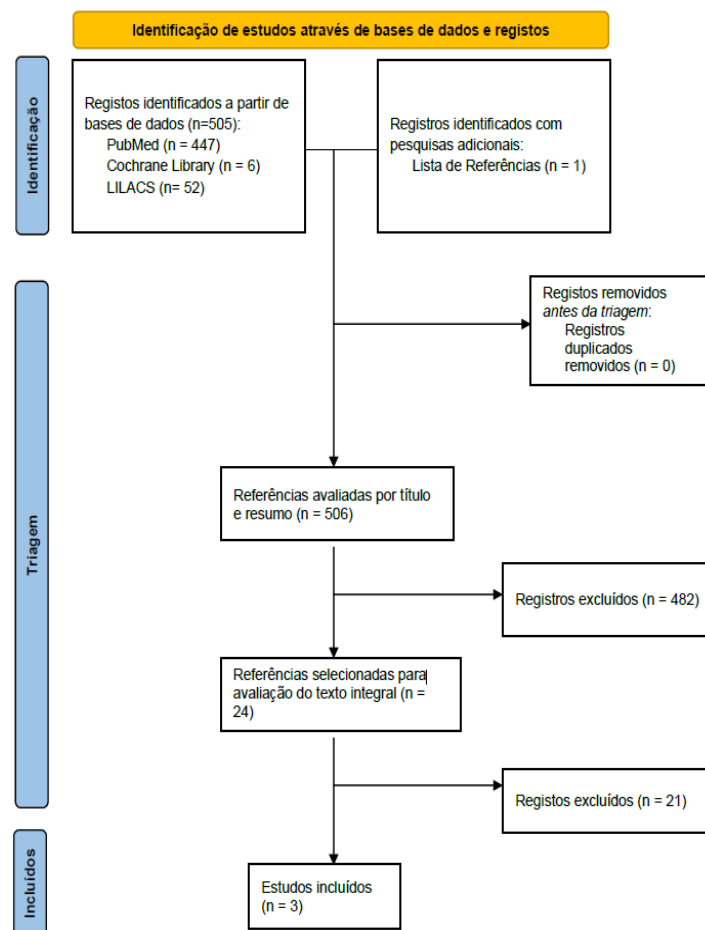 Identificação de estudos através de bases de dados e registos
Identificação
Registos identificados a partir de
bases de dados (n=505):
PubMed (n = 447)
Cochrane Library (n = 6)
LILACS (n= 52)
Registros identificados com
pesquisas adicionais:
Lista de Referências (n = 1)
Triagem
Registos removidos
antes da triagem:
Registros
duplicados
removidos (n = 0)
Referências avaliadas por título
e resumo (n = 506)
Registros excluídos (n = 482)
Referências selecionadas para
avaliação do texto integral (n =
24)
Registos excluídos (n = 21)
Incluídos
Estudos incluídos
(n = 3)